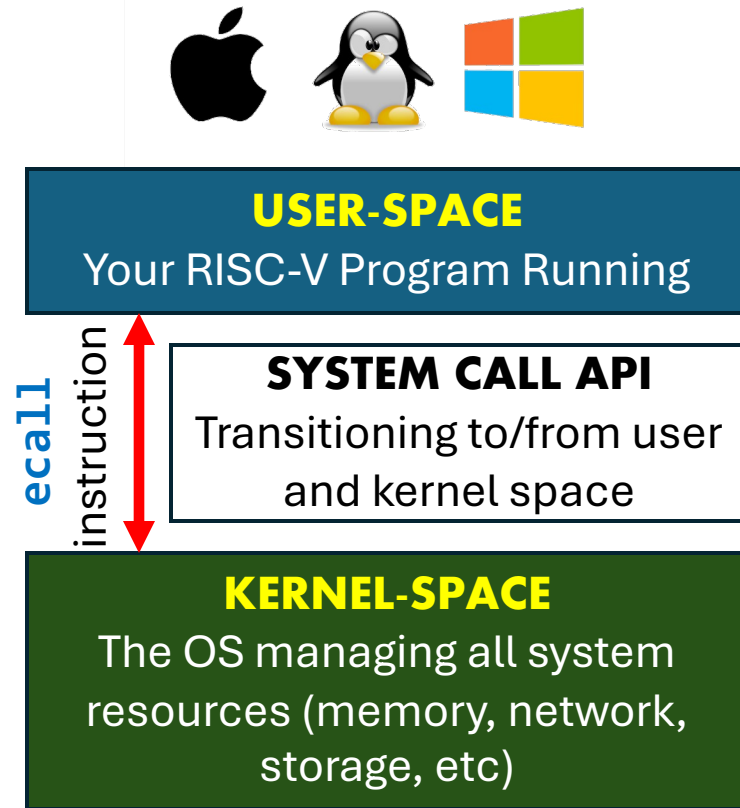 USER-SPACE
Your RISC-V Program Running
ecall
instruction
SYSTEM CALL API
Transitioning to/from user
and kernel space
KERNEL-SPACE
The OS managing all system
resources (memory, network,
storage, etc)